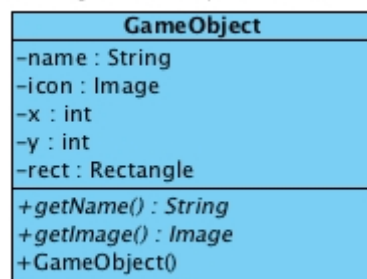 GameObject
-name : String
-icon : Image
-x : int
-y : int
-rect : Rectangle
+getName() : String
+getImage() : Image
+GameObject()